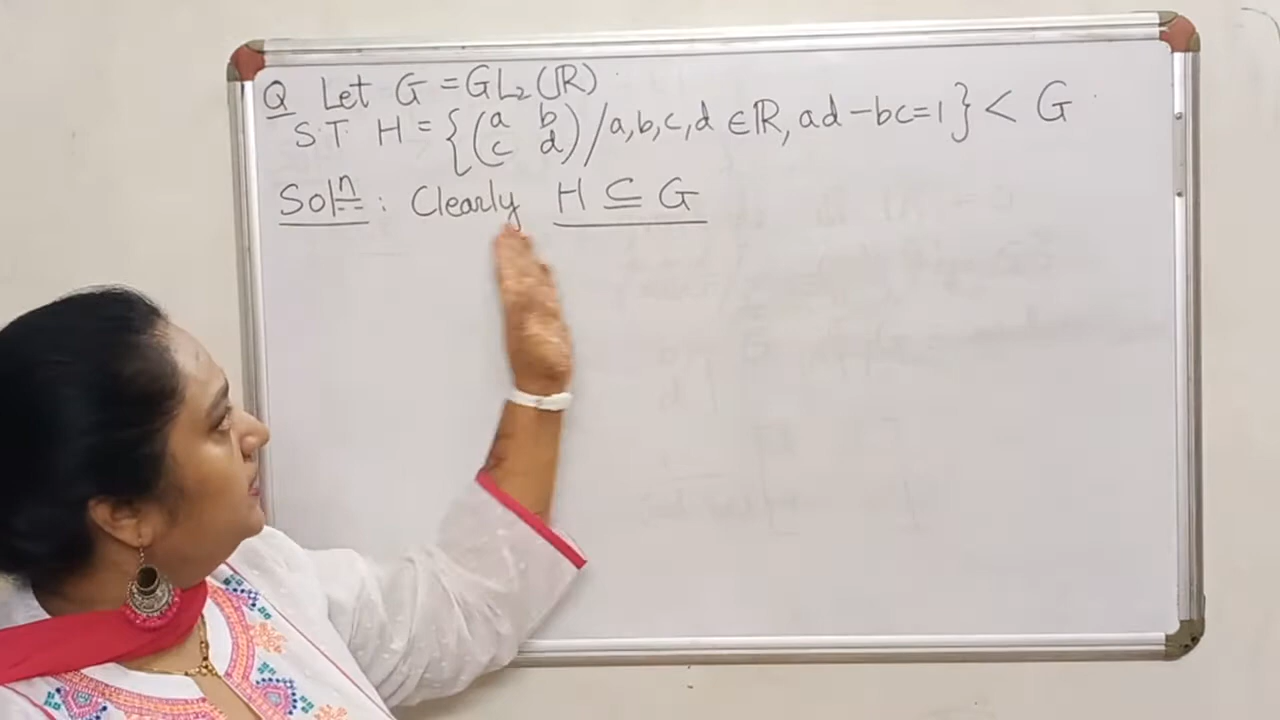 Q Let G = GL₂(ℝ)
S.T. H = {(a b c d) / a,b,c,d ∈ ℝ, ad - bc = 1} < G
Solⁿ : Clearly H ⊆ G